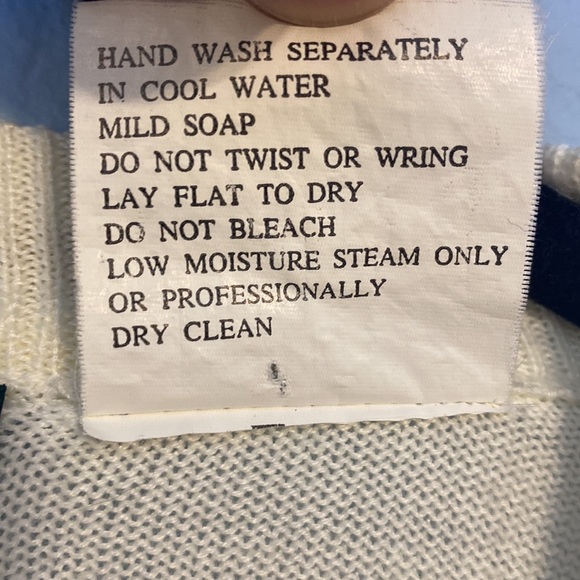 HAND WASH SEPARATELY
IN COOL WATER
MILD SOAP
DO NOT TWIST OR WRING
LAY FLAT TO DRY
DO NOT BLEACH
LOW MOISTURE STEAM ONLY
OR PROFESSIONALLY
DRY CLEAN